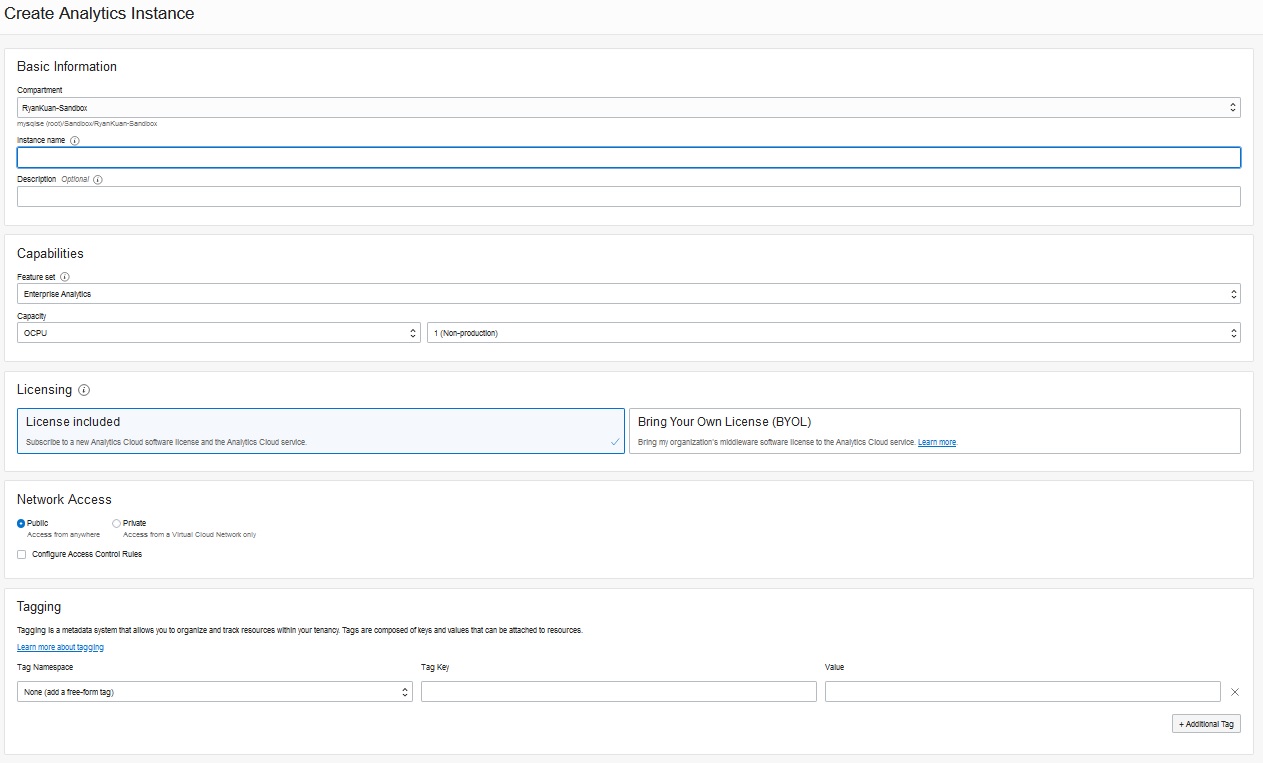 Create Analytics Instance
Basic Information
Compartment
RyanKuan-Sandbox
mysqlse (root)/Sandbox/RyanKuan-Sandbox
Instance name
Description Optional
Capabilities
Feature set
Enterprise Analytics
Capacity
OCPU 1 (Non-production)
Licensing
License included Bring Your Own License (BYOL)
Subscribe to a new Analytics Cloud software license and the Analytics Cloud service. Bring my organization's middleware software license to the Analytics Cloud service. Learn more.
Network Access
Public Private
Access from anywhere Access from a Virtual Cloud Network only
Configure Access Control Rules
Tagging
Tagging is a metadata system that allows you to organize and track resources within your tenancy. Tags are composed of keys and values that can be attached to resources.
Learn more about tagging
Tag Namespace Tag Key Value
None (add a free-form tag)
+ Additional Tag